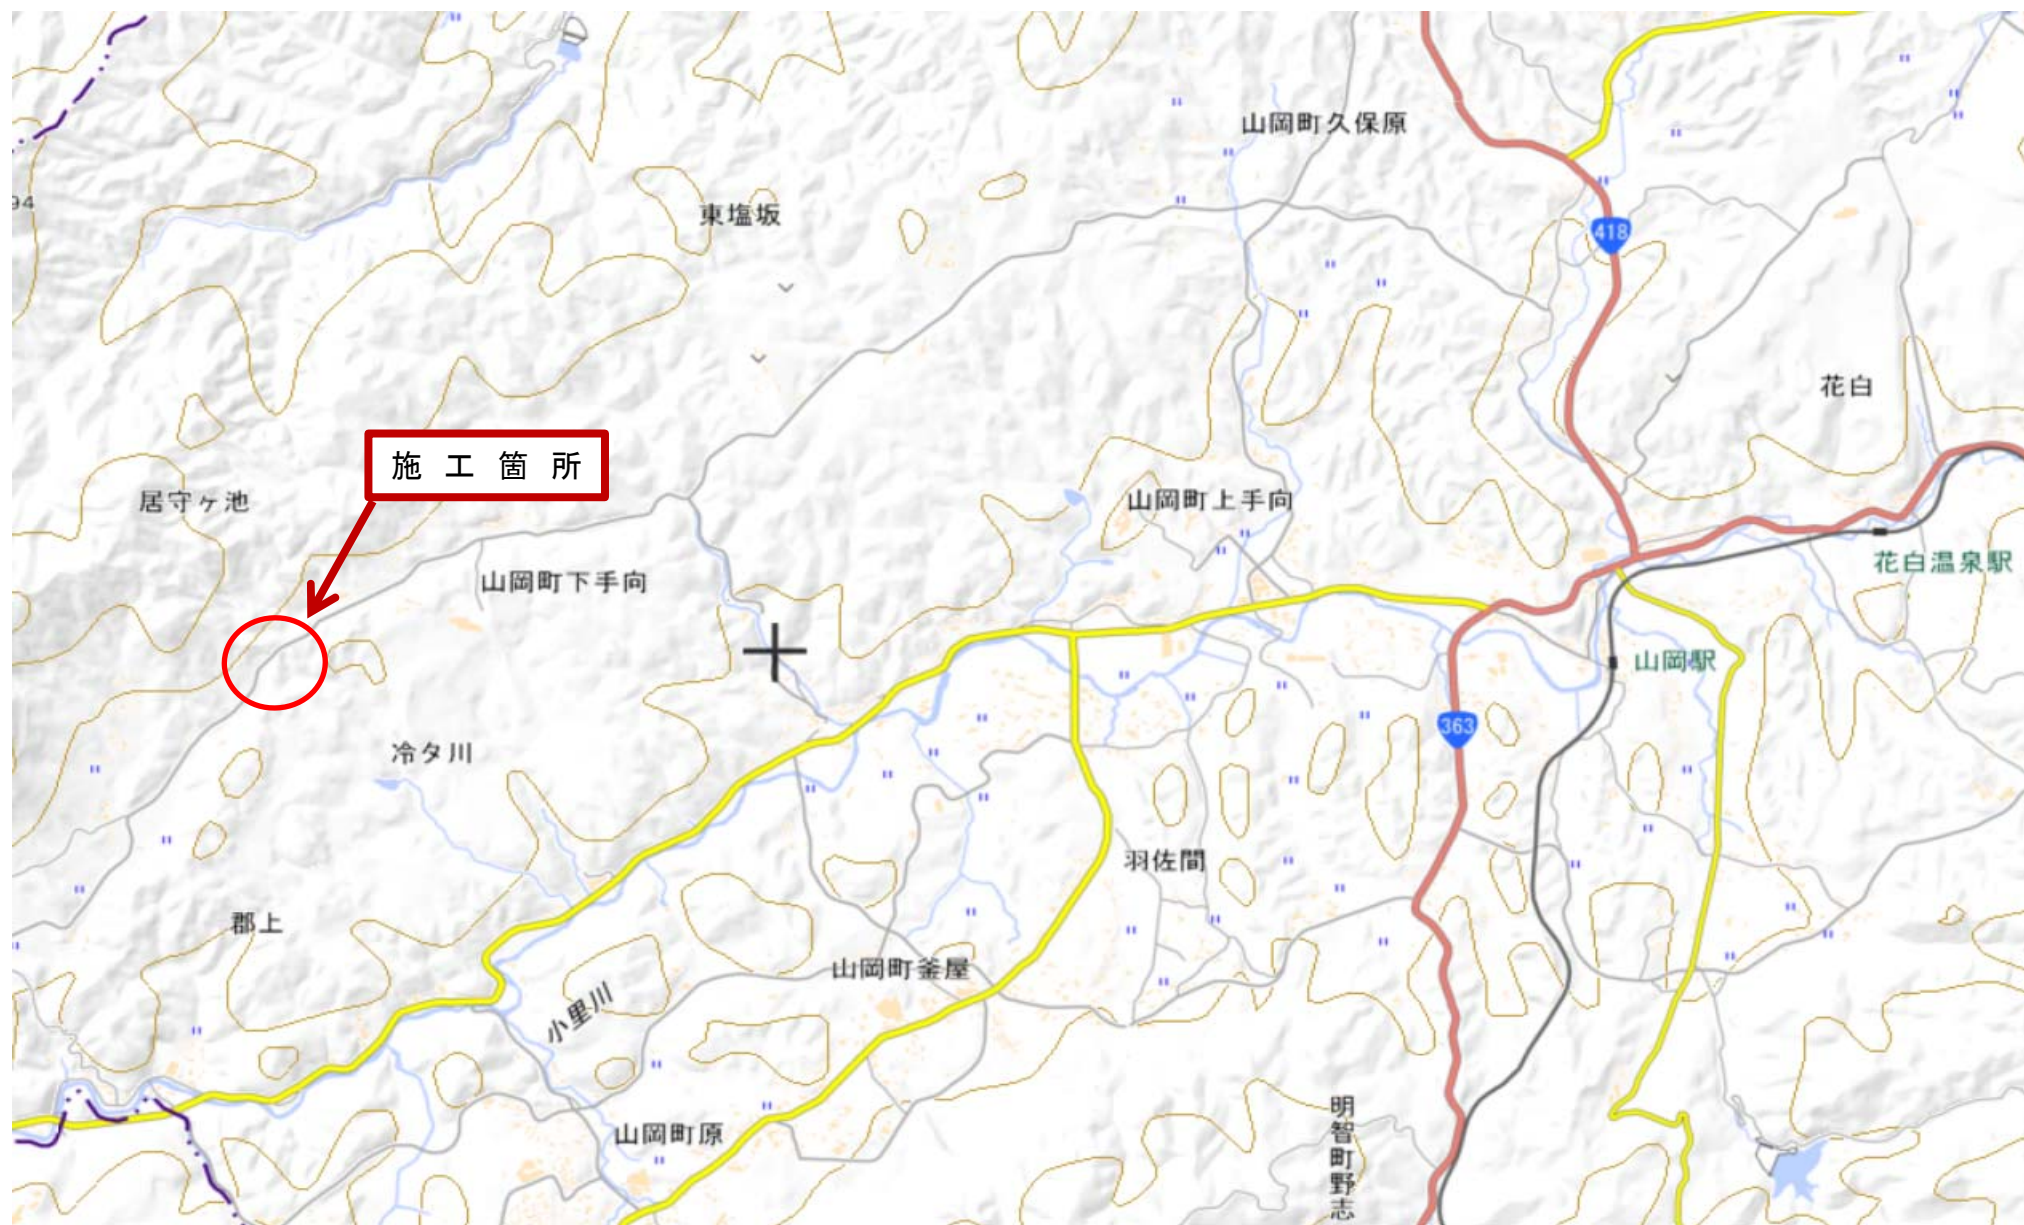 山岡町久保原
94
東塩坂
418
花白
施工箇所
居守ヶ池
山岡町上手向
花白温泉駅
山岡町下手向
山岡駅
363
冷タ川
羽佐間
郡上
山岡町釜屋
小里川
山岡町原
明智町野志